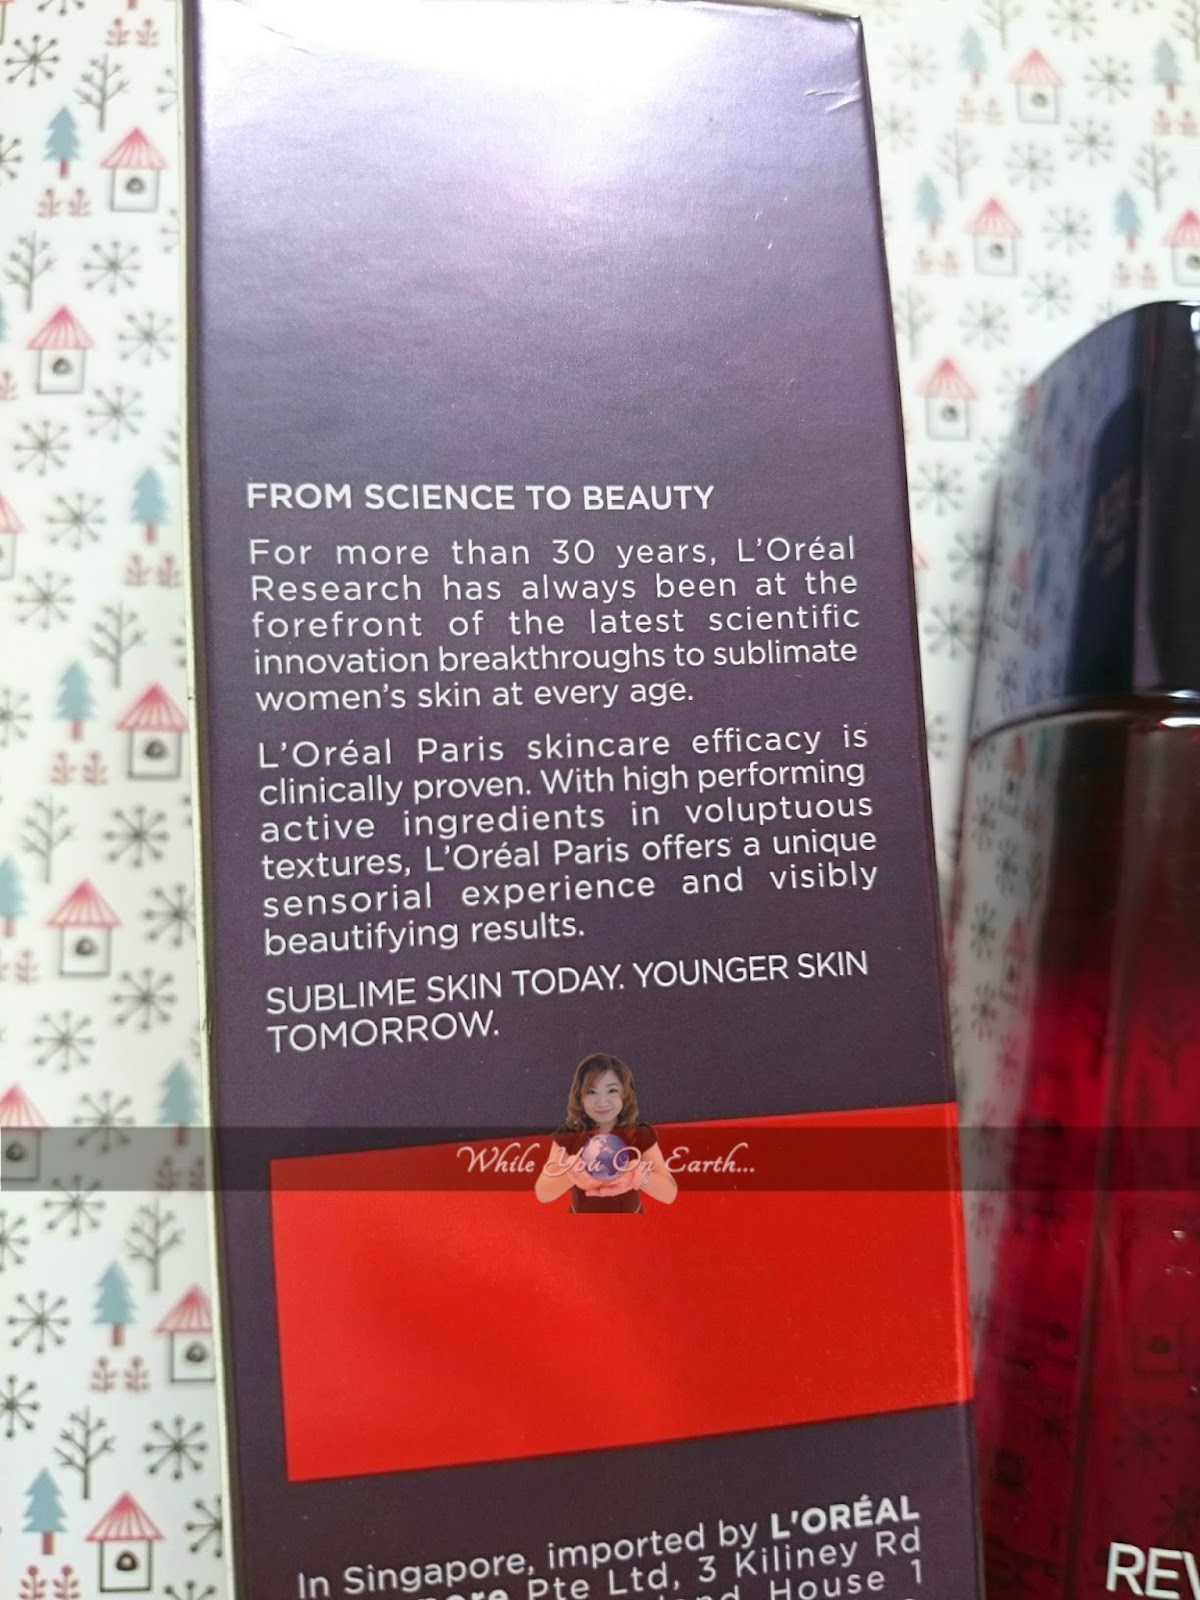 FROM SCIENCE TO BEAUTY
For more than 30 years, L'Oréal
Research has always been at the
forefront of the latest scientific
innovation breakthroughs to sublimate
women's skin at every age.
L'Oréal Paris skincare efficacy is
clinically proven. With high performing
active ingredients in voluptuous
textures, L'Oréal Paris offers a unique
sensorial experience and visibly
beautifying results.
SUBLIME SKIN TODAY. YOUNGER SKIN
TOMORROW.
While You On Earth...
In Singapore, imported by L'ORÉAL
Pte Ltd, 3 Kiliney Rd
House 1
REV